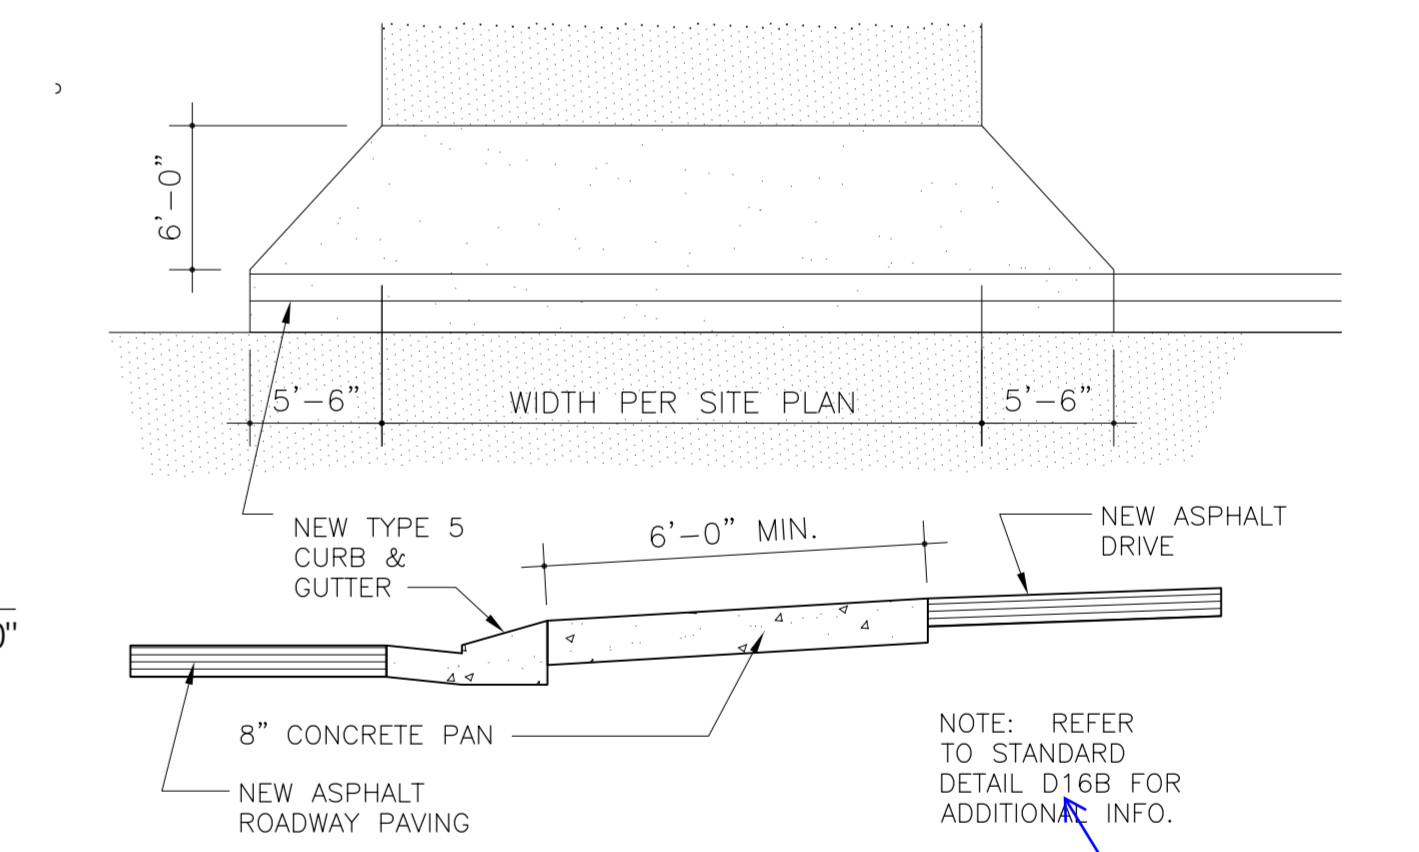 6'-0"
5'-6"
WIDTH PER SITE PLAN
5'-6"
NEW TYPE 5
CURB &
GUTTER
6'-0" MIN.
NEW ASPHALT
DRIVE
0"
8" CONCRETE PAN
NEW ASPHALT
ROADWAY PAVING
NOTE: REFER
TO STANDARD
DETAIL D16B FOR
ADDITIONAL INFO.